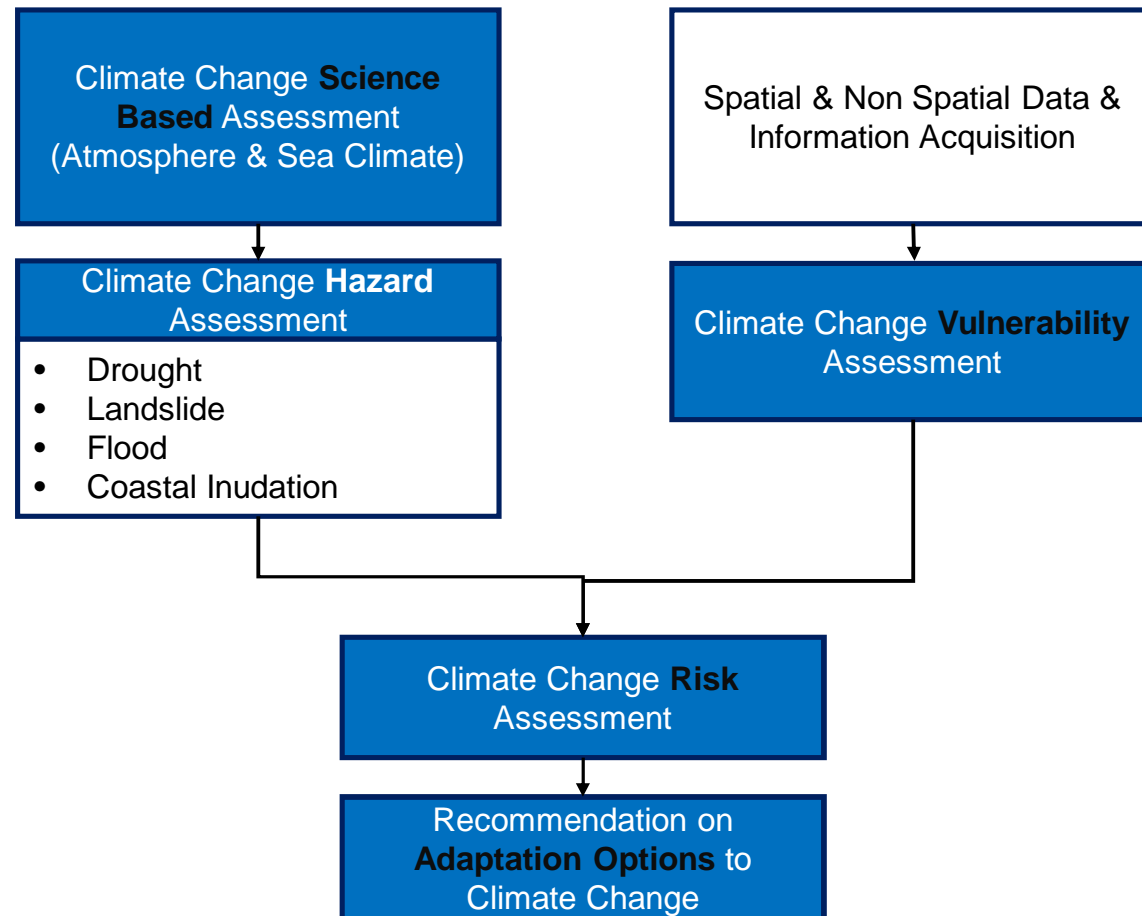 Climate Change Science
Based Assessment
(Atmosphere & Sea Climate)
Spatial & Non Spatial Data &
Information Acquisition
Climate Change Hazard
Assessment
• Drought
• Landslide
• Flood
• Coastal Inudation
Climate Change Vulnerability
Assessment
Climate Change Risk
Assessment
Recommendation on
Adaptation Options to
Climate Change